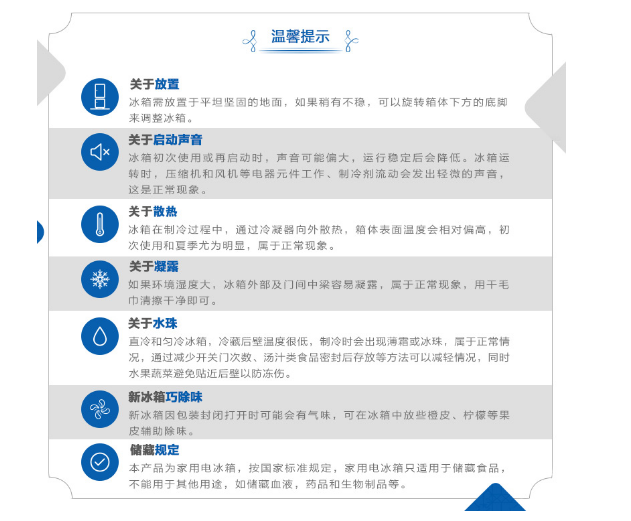 温馨提示
关于放置
冰箱需放置于平坦坚固的地面，如果稍有不稳，可以旋转箱体下方的底脚
来调整冰箱。
关于启动声音
冰箱初次使用或再启动时，声音可能偏大，运行稳定后会降低。冰箱运
转时，压缩机和风机等电器元件工作、制冷剂流动会发出轻微的声音，
这是正常现象。
关于散热
冰箱在制冷过程中，通过冷凝器向外散热，箱体表面温度会相对偏高，初
次使用和夏季尤为明显，属于正常现象。
关于凝露
如果环境湿度大，冰箱外部及门间中梁容易凝露，属于正常现象，用干毛
巾清擦干净即可。
关于水珠
直冷和匀冷冰箱，冷藏后壁温度很低，制冷时会出现薄霜或冰珠，属于正常情
况，通过减少开关门次数、汤汁类食品密封后存放等方法可以减轻情况，同时
水果蔬菜避免贴近后壁以防冻伤。
新冰箱巧除味
新冰箱因包装封闭打开时可能会有气味，可在冰箱中放些橙皮、柠檬等果
皮辅助除味。
储藏规定
本产品为家用电冰箱，按国家标准规定，家用电冰箱只适用于储藏食品，
不能用于其他用途，如储藏血液，药品和生物制品等。